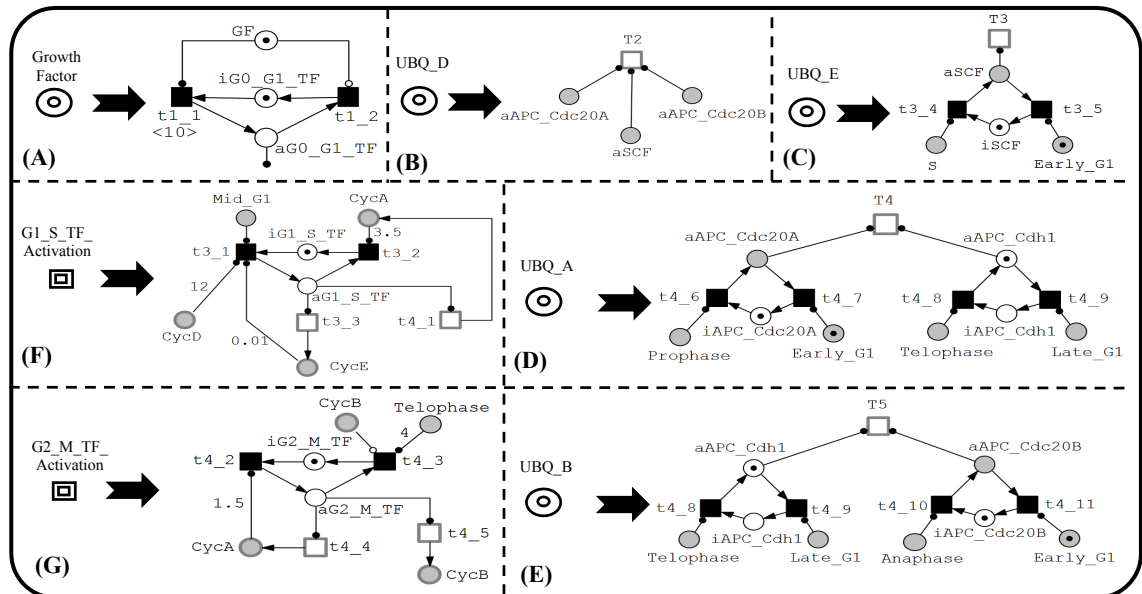 Growth
Factor
GF
iG0_G1_TF
t1_1
<10>
t1_2
aG0_G1_TF
(A)
UBQ_D
T2
aAPC_Cdc20A
aAPC_Cdc20B
aSCF
(B)
UBQ_E
T3
aSCF
t3_4
t3_5
iSCF
S
Early_G1
(C)
G1_S_TF_
Activation
Mid_G1
CycA
iG1_S_TF
3.5
t3_1
t3_2
12
aG1_S_TF
t3_3
t4_1
CycD
0.01
CycE
(F)
UBQ_A
T4
aAPC_Cdc20A
aAPC_Cdh1
t4_6
t4_7
t4_8
t4_9
iAPC_Cdc20A
iAPC_Cdh1
Prophase
Early_G1
Telophase
Late_G1
(D)
G2_M_TF_
Activation
CycB
Telophase
iG2_M_TF
4
t4_2
t4_3
1.5
aG2_M_TF
t4_5
CycA
t4_4
CycB
(G)
UBQ_B
T5
aAPC_Cdh1
aAPC_Cdc20B
t4_8
t4_9
t4_10
t4_11
iAPC_Cdh1
iAPC_Cdc20B
Telophase
Late_G1
Anaphase
Early_G1
(E)